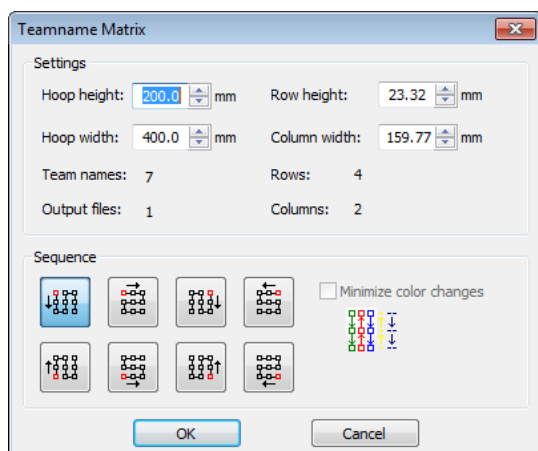 Teamname Matrix
Settings
Hoop height: 200.0 mm Row height: 23.32 mm
Hoop width: 400.0 mm Column width: 159.77 mm
Team names: 7 Rows: 4
Output files: 1 Columns: 2
Sequence
Minimize color changes
OK Cancel